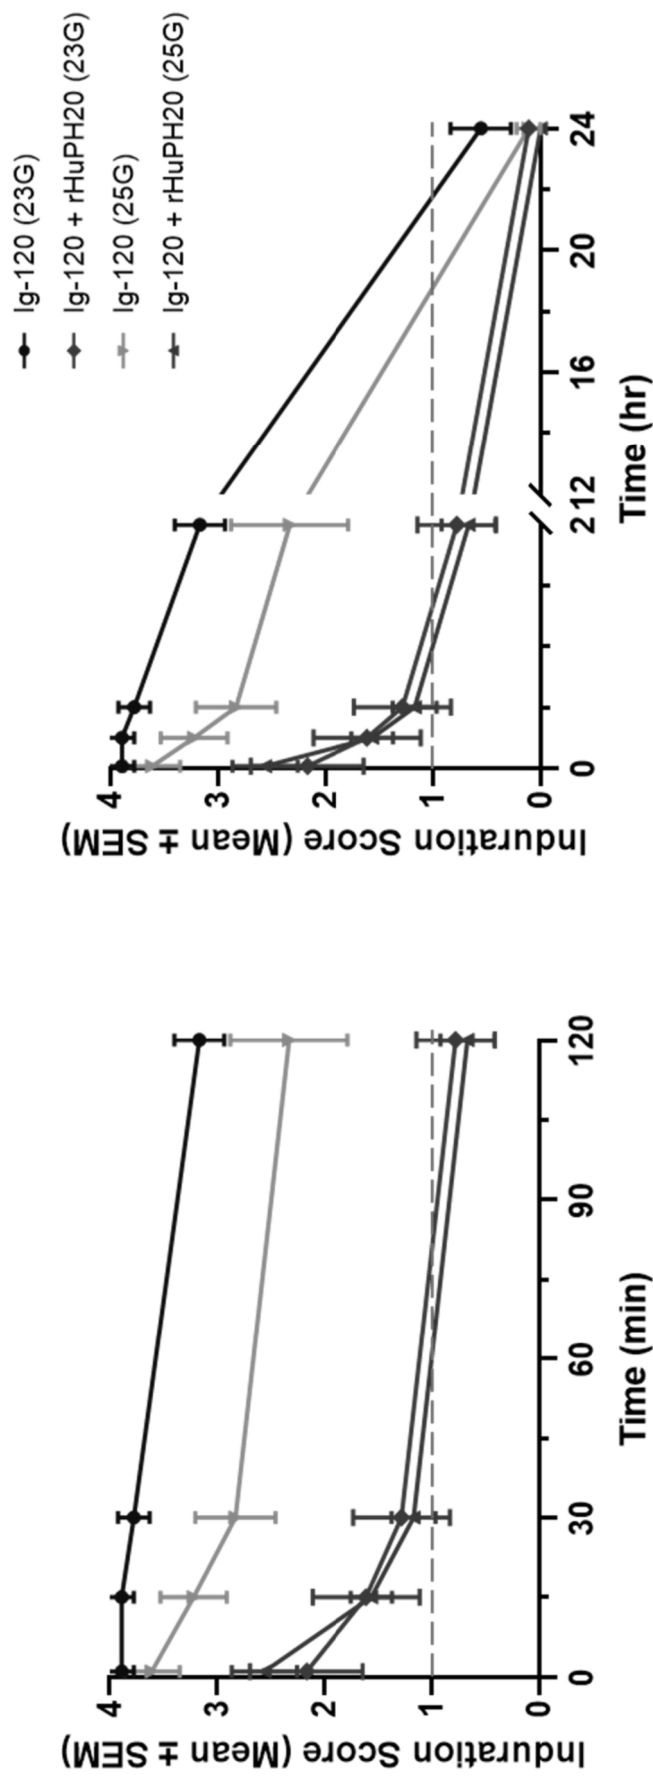 Induration Score (Mean ± SEM)
4
3
2
1
0
0
30
60
90
120
Time (min)
Induration Score (Mean ± SEM)
4
3
2
1
0
0
2
12
16
20
24
Time (hr)
Ig-120 (23G)
Ig-120 + rHuPH20 (23G)
Ig-120 (25G)
Ig-120 + rHuPH20 (25G)